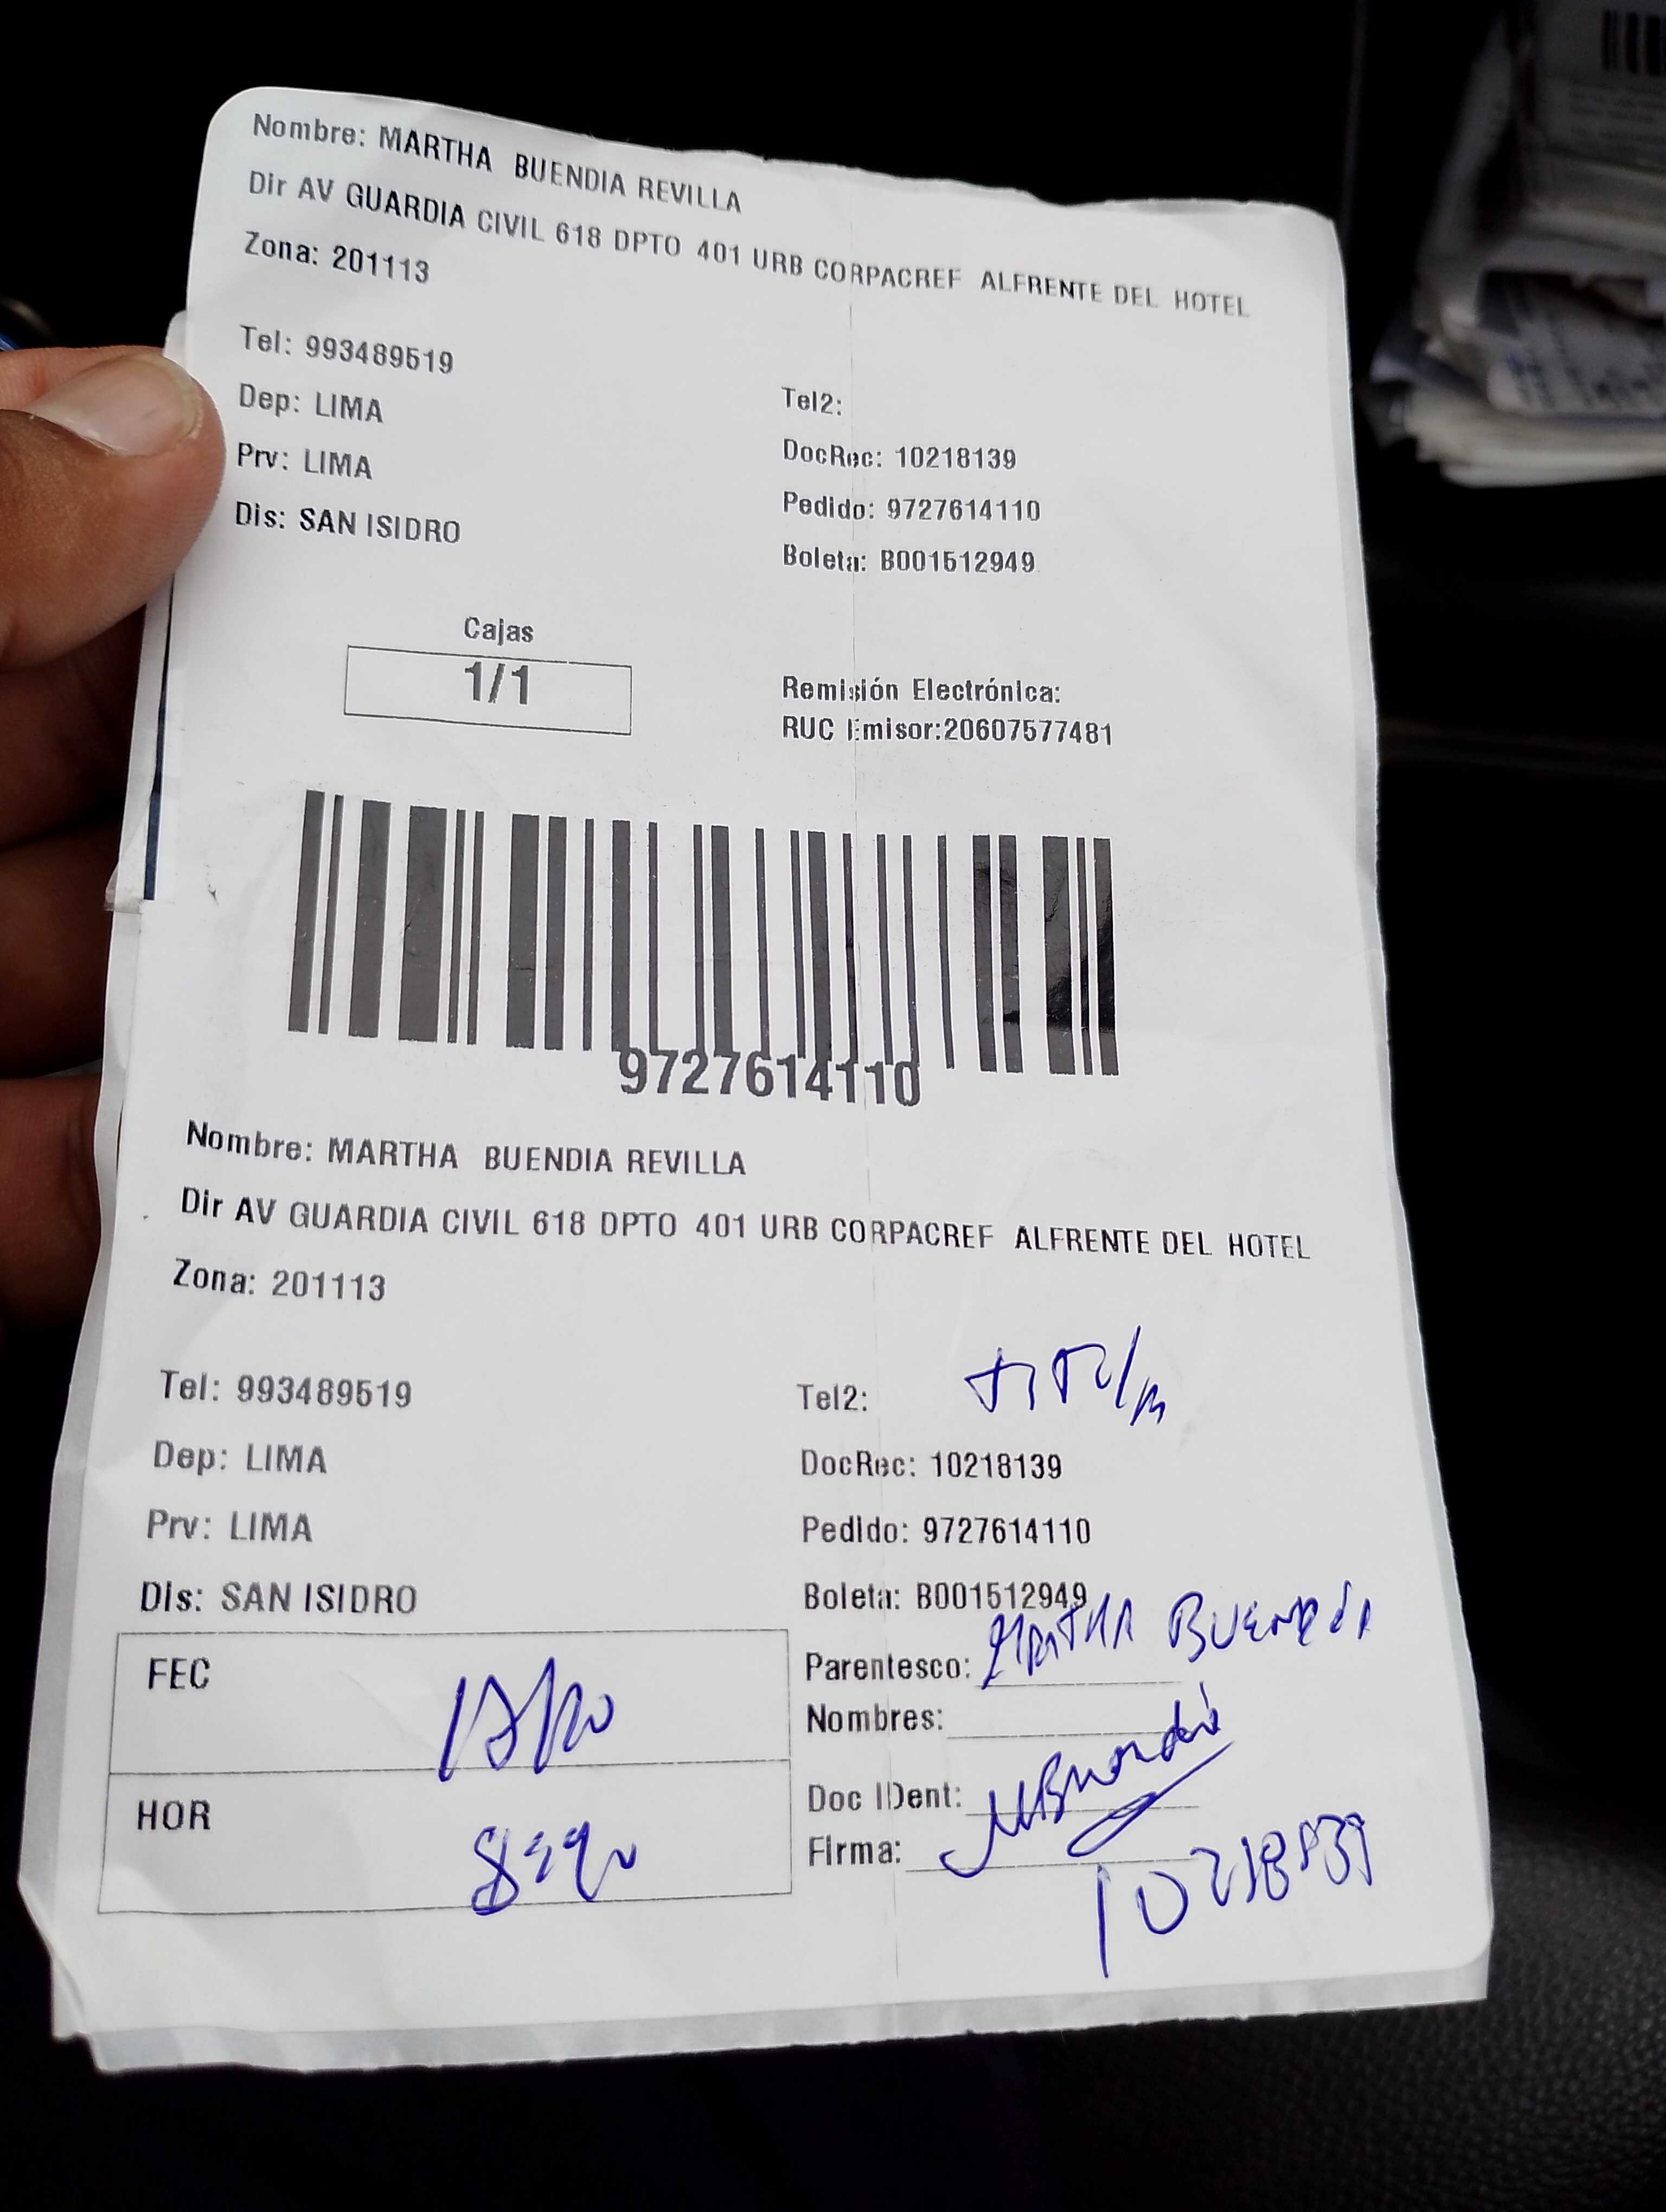 Nombre: MARTHA BUENDIA REVILLA
Dir AV GUARDIA CIVIL 618 DPTO 401 URB CORPACREF ALFRENTE DEL HOTEL
Zona: 201113
Tel: 993489519
Tel2:
Dep: LIMA
DocRec: 10218139
Prv: LIMA
Pedido: 9727614110
Dis: SAN ISIDRO
Boleta: B001512949
Cajas
1/1
Remisión Electrónica:
RUC Emisor:20607577481
9727614110
Nombre: MARTHA BUENDIA REVILLA
Dir AV GUARDIA CIVIL 618 DPTO 401 URB CORPACREF ALFRENTE DEL HOTEL
Zona: 201113
Tel: 993489519
Tel2:
Dep: LIMA
DocRec: 10218139
Prv: LIMA
Pedido: 9727614110
Dis: SAN ISIDRO
Boleta: B001512949
FEC
Parentesco: MARTHA BUENDIA
Nombres:
HOR
Doc IDent:
Firma: MBuendia
10218139